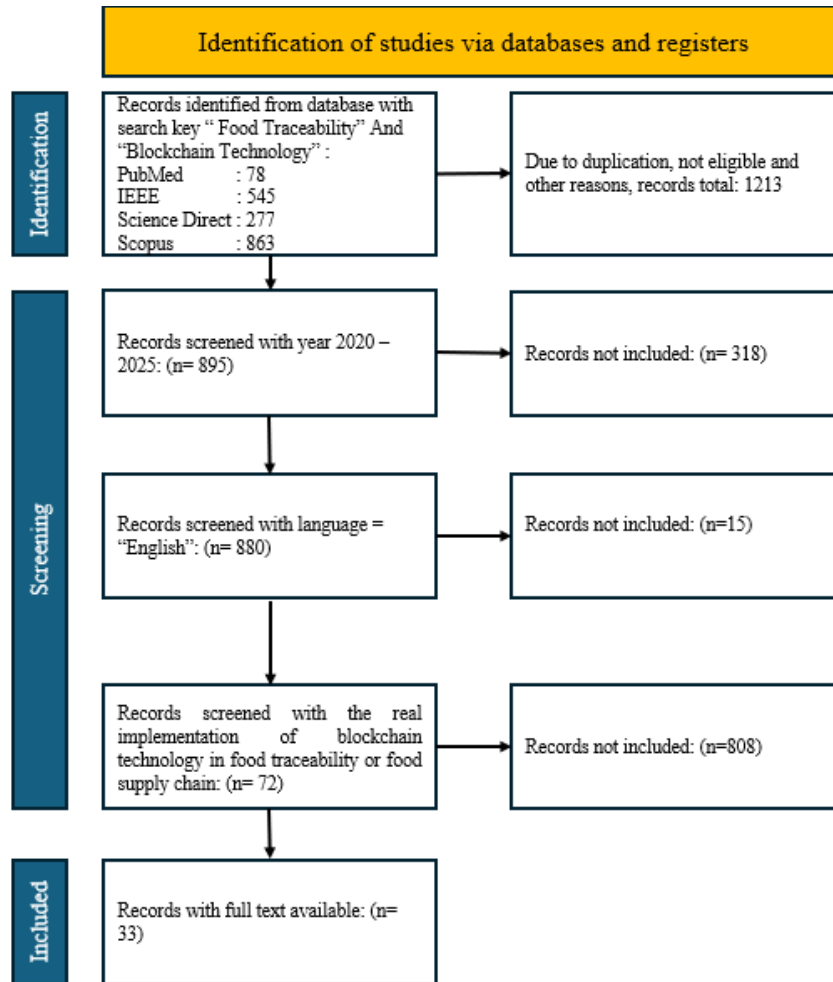 Identification of studies via databases and registers
Identification
Records identified from database with
search key “ Food Traceability” And
“Blockchain Technology” :
PubMed : 78
IEEE : 545
Science Direct : 277
Scopus : 863
Due to duplication, not eligible and
other reasons, records total: 1213
Screening
Records screened with year 2020 –
2025: (n= 895)
Records not included: (n= 318)
Records screened with language =
“English”: (n= 880)
Records not included: (n=15)
Records screened with the real
implementation of blockchain
technology in food traceability or food
supply chain: (n= 72)
Records not included: (n=808)
Included
Records with full text available: (n=
33)